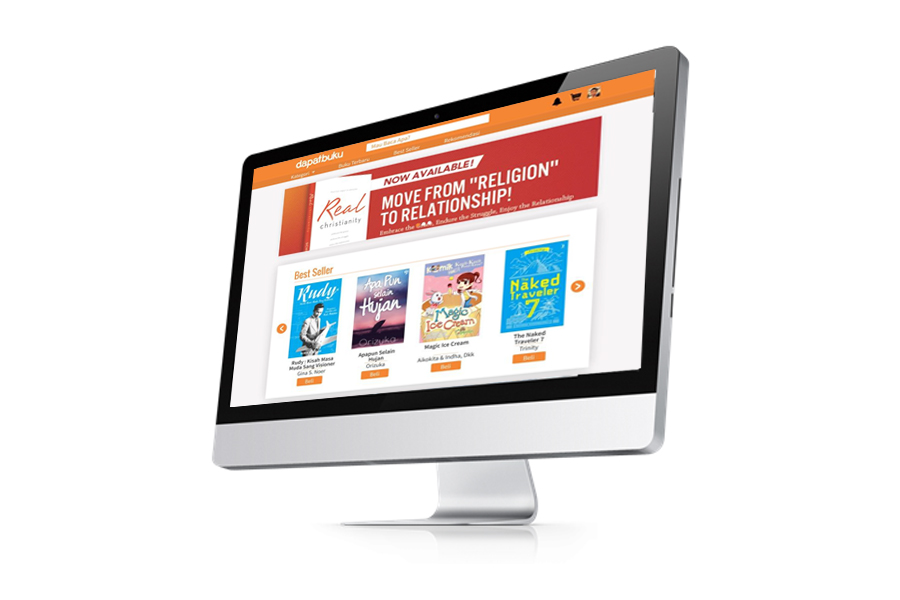 dapatbuku
Mau Baca Apa?
Kategori
Buku Terbaru
Best Seller
Rekomendasi
NOW AVAILABLE!
MOVE FROM "RELIGION"
TO RELATIONSHIP!
Embrace the Endure the Struggle, Enjoy the Relationship
Real
christianity
Best Seller
Rudy
Apa Pun
selain
Hujan
Orizuka
Magic
Ice Cream
The
Naked
Traveler
7
Rudy : Kisah Masa
Muda Sang Visioner
Gina S. Noer
Beli
Apapun Selain
Hujan
Orizuka
Beli
Magic Ice Cream
Aikokita & Indha, Dkk
Beli
The Naked
Traveler 7
Trinity
Beli